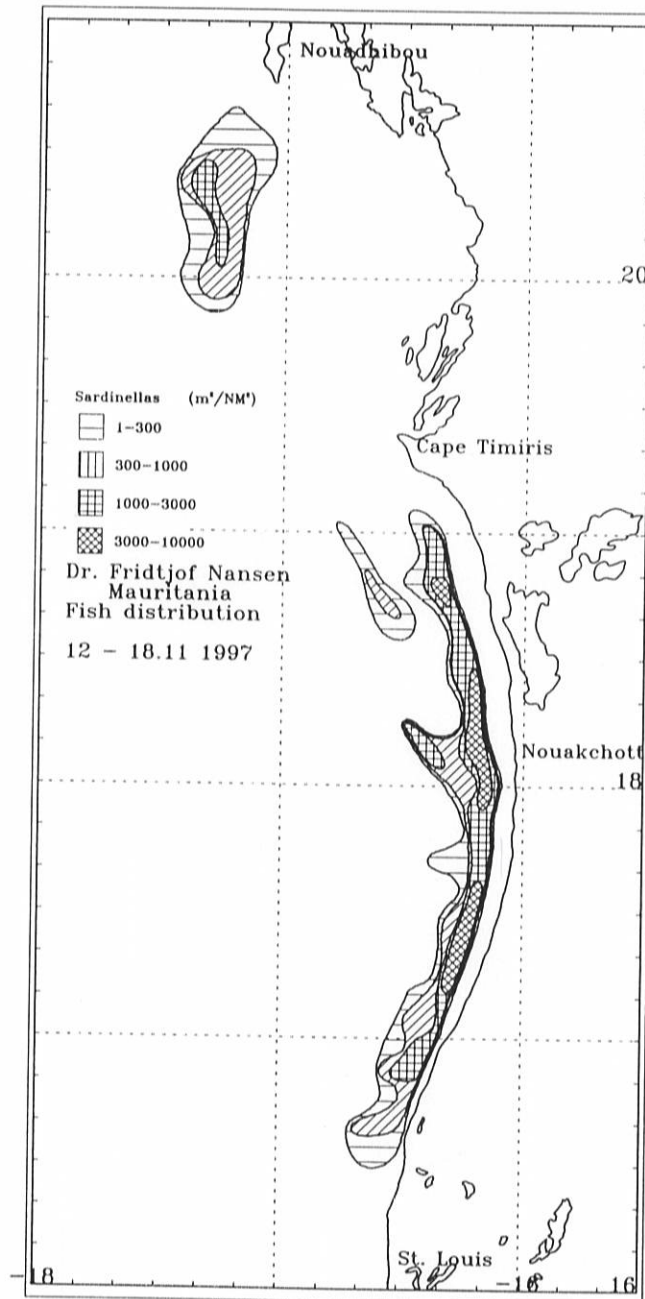 Nouadhibou
20
Sardinellas (m²/NM²)
1-300
300-1000
1000-3000
3000-10000
Cape Timiris
Dr. Fridtjof Nansen
Mauritania
Fish distribution
12 - 18.11 1997
Nouakchott
18
St. Louis
-18
16